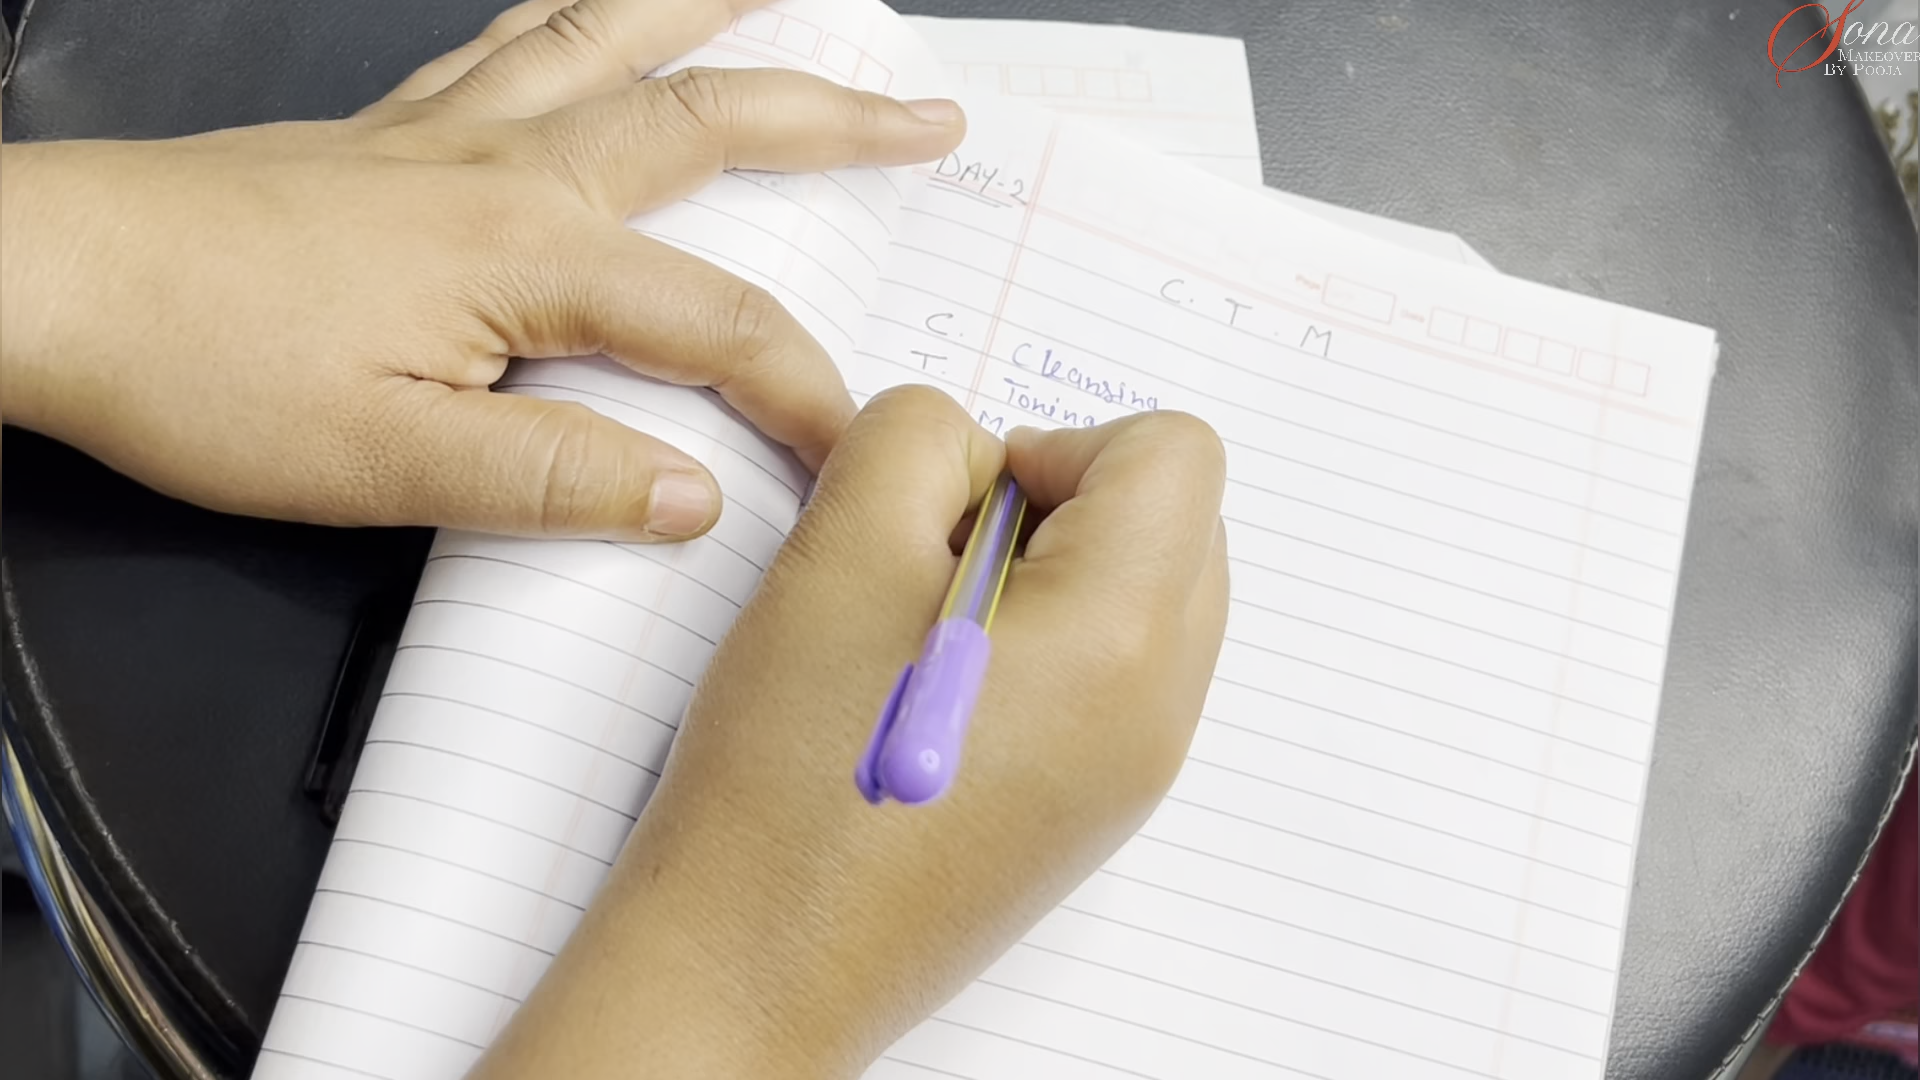 Sona
MAKEOVER
BY POOJA
DAY-2
C. T. M
C. Cleansing
T. Toning
M